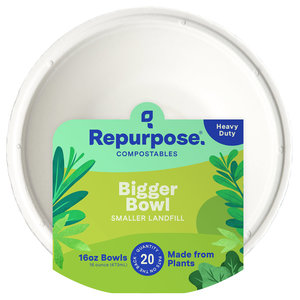 Heavy
Duty
Repurpose.
COMPOSTABLES
Bigger
Bowl
SMALLER LANDFILL
16oz Bowls
16 ounce (473ml)
QUANTITY
20
Made from
Plants